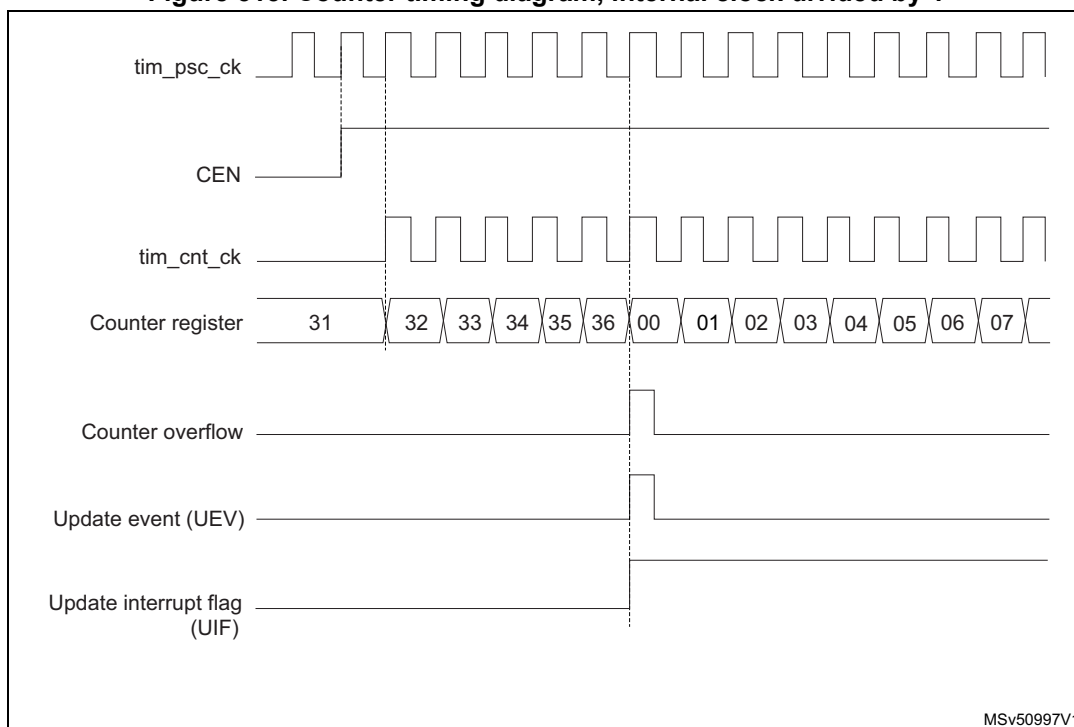 tim_psc_ck
CEN
tim_cnt_ck
Counter register 31 32 33 34 35 36 00 01 02 03 04 05 06 07
Counter overflow
Update event (UEV)
Update interrupt flag
(UIF)
MSv50997V1